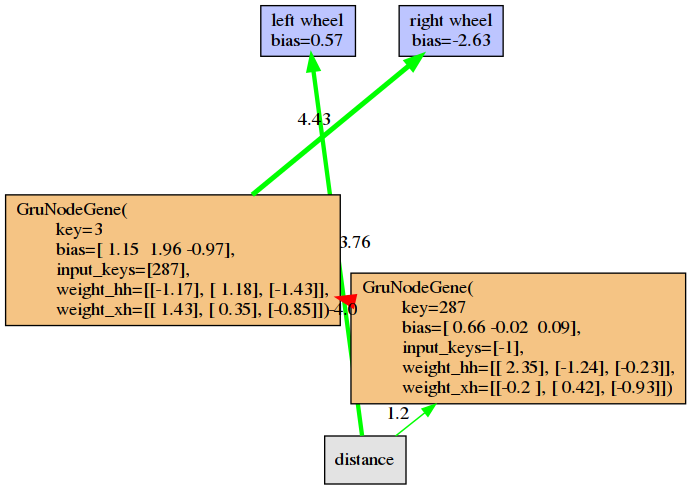 left wheel
bias=0.57
right wheel
bias=-2.63
4.43
GruNodeGene(
key=3
bias=[ 1.15  1.96 -0.97],
input_keys=[287],
weight_hh=[[-1.17], [ 1.18], [-1.43]],
weight_xh=[[ 1.43], [ 0.35], [-0.85]])
3.76
-4.0
GruNodeGene(
key=287
bias=[ 0.66 -0.02  0.09],
input_keys=[-1],
weight_hh=[[ 2.35], [-1.24], [-0.23]],
weight_xh=[[-0.2 ], [ 0.42], [-0.93]])
1.2
distance